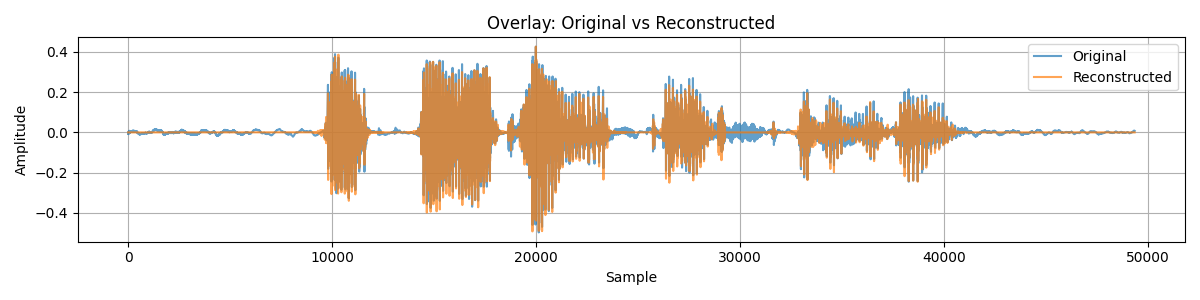 Overlay: Original vs Reconstructed
Original
Reconstructed
Amplitude
0.4
0.2
0.0
−0.2
−0.4
0 10000 20000 30000 40000 50000
Sample